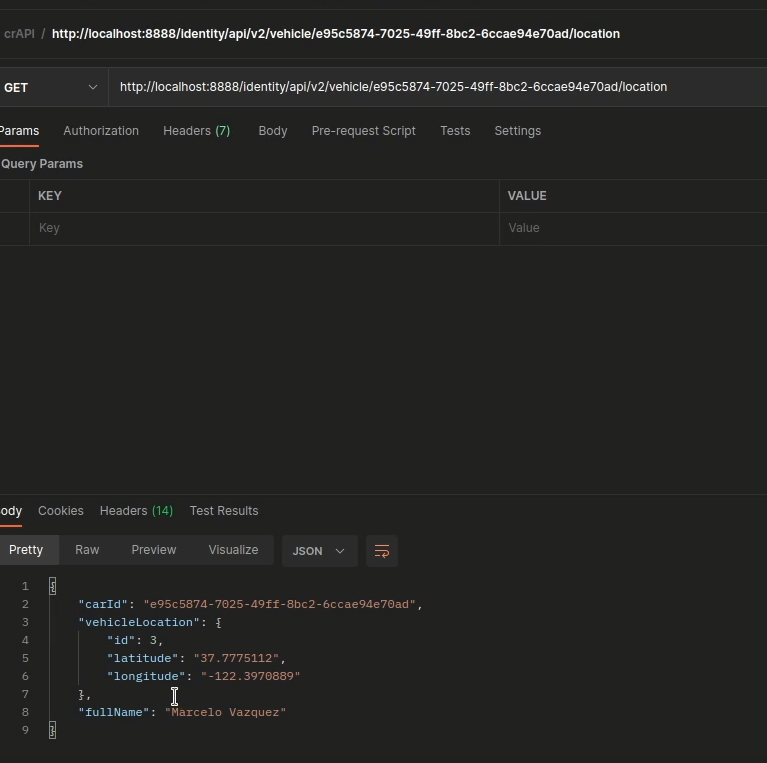 crAPI / http://localhost:8888/identity/api/v2/vehicle/e95c5874-7025-49ff-8bc2-6ccae94e70ad/location
GET http://localhost:8888/identity/api/v2/vehicle/e95c5874-7025-49ff-8bc2-6ccae94e70ad/location
Params Authorization Headers (7) Body Pre-request Script Tests Settings
Query Params
KEY VALUE
Key Value
ody Cookies Headers (14) Test Results
Pretty Raw Preview Visualize JSON
1 {
2 "carId": "e95c5874-7025-49ff-8bc2-6ccae94e70ad",
3 "vehicleLocation": {
4 "id": 3,
5 "latitude": "37.7775112",
6 "longitude": "-122.3970889"
7 },
8 "fullName": "Marcelo Vazquez"
9 }